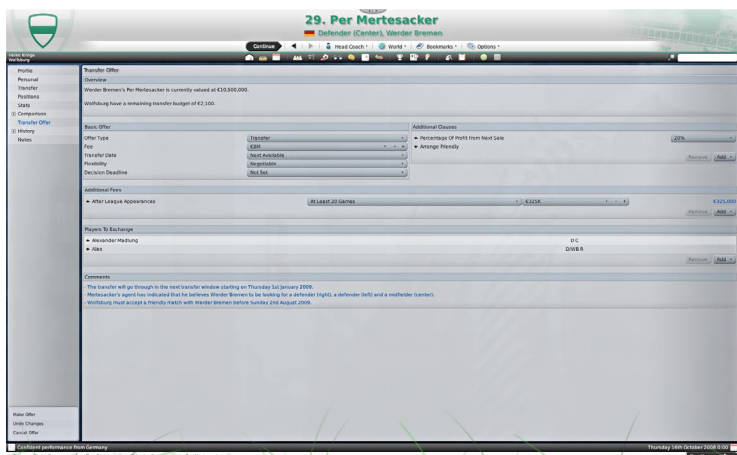 29. Per Mertesacker
Defender (Center), Werder Bremen
Continue Head Coach World Bookmarks Options
Wolfsburg
Profile
Personal
Transfer
Positions
Stats
Comparison
Transfer Offer
History
Notes
Transfer Offer
Overview
Werder Bremen's Per Mertesacker is currently valued at €10,500,000.
Wolfsburg have a remaining transfer budget of €2,100.
Basic Offer
Offer Type Transfer
Fee €8M
Transfer Date Next Available
Flexibility Negotiable
Decision Deadline Not Set
Additional Clauses
Percentage Of Profit from Next Sale 20%
Arrange Friendly
Remove Add
Additional Fees
After League Appearances At Least 20 Games €325K €325,000
Remove Add
Players To Exchange
Alexander Madlung D C
Alex D/WB R
Remove Add
Comments
- The transfer will go through in the next transfer window starting on Thursday 1st January 2009.
- Mertesacker's agent has indicated that he believes Werder Bremen to be looking for a defender (right), a defender (left) and a midfielder (center).
- Wolfsburg must accept a friendly match with Werder Bremen before Sunday 2nd August 2009.
Make Offer
Undo Changes
Cancel Offer
Confident performance from Germany
Thursday 16th October 2008 0:00